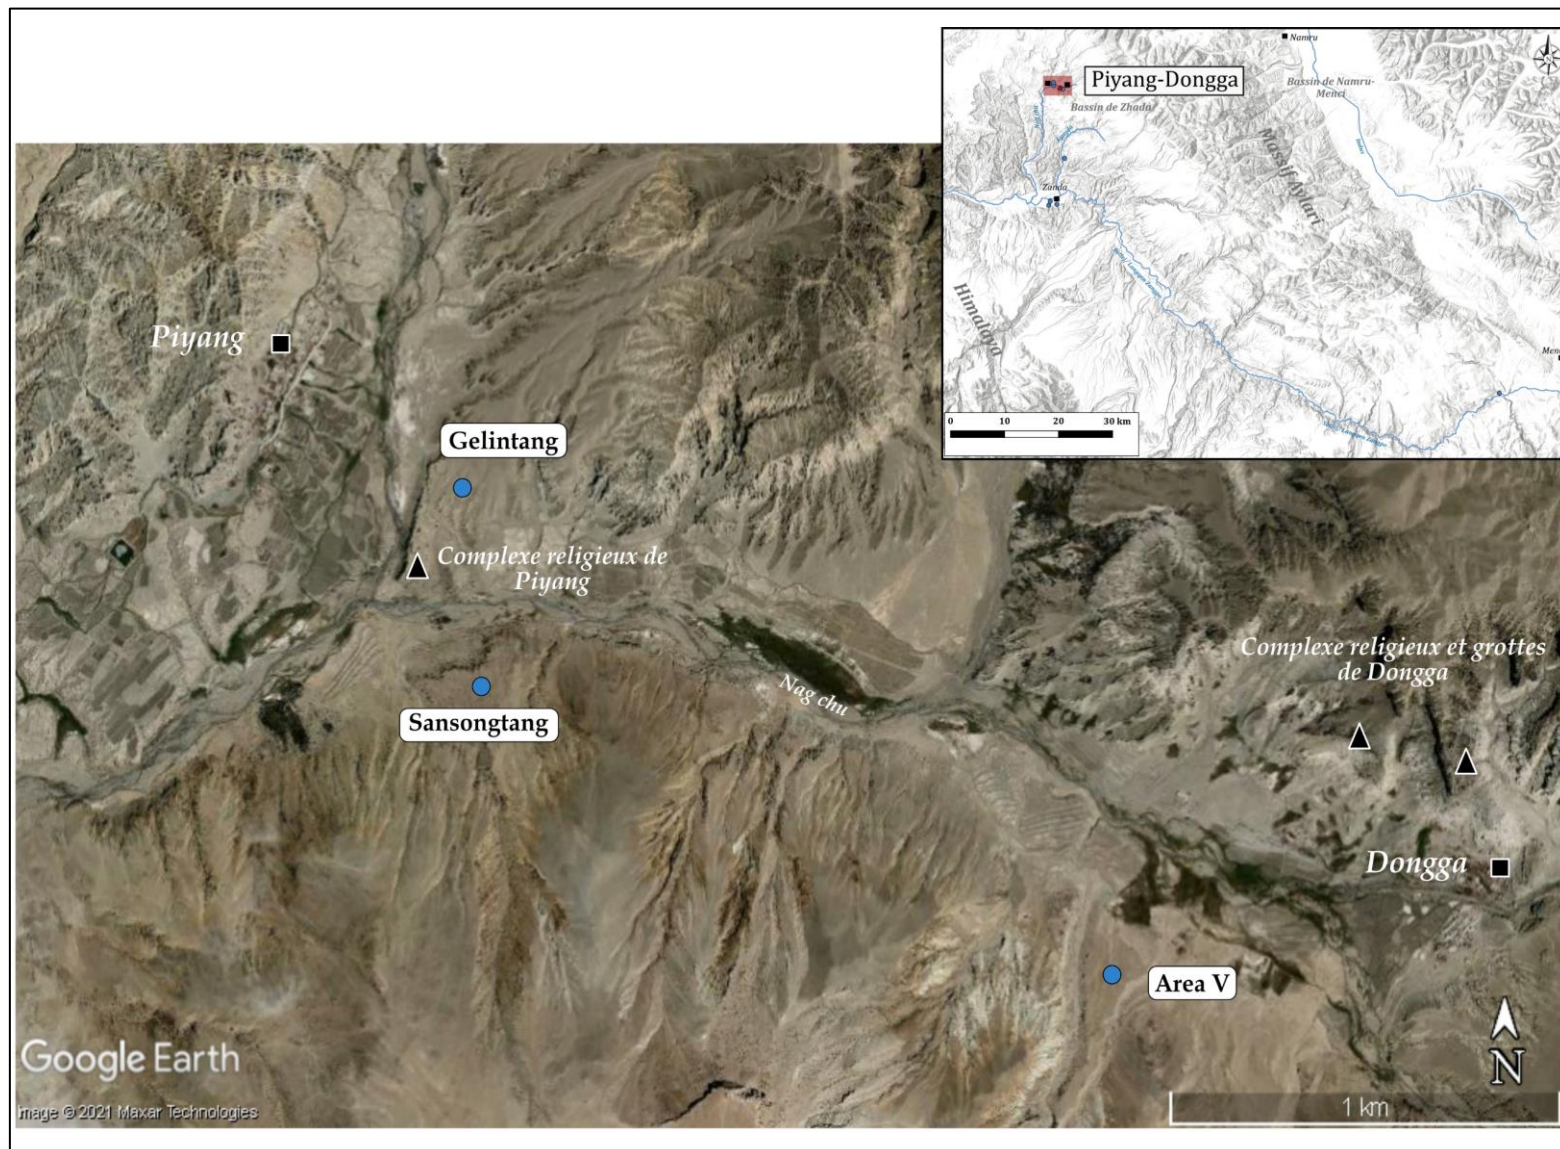 Namru
Piyang-Dongga
Bassin de Namru-
Menci
Bassin de Zhada
Massif Ayilari
Zanda
Himalaya
0 10 20 30 km
Piyang
Gelintang
Complexe religieux de
Piyang
Nag chu
Sansongtang
Complexe religieux et grottes
de Dongga
Dongga
Area V
N
Google Earth
Image © 2021 Maxar Technologies
1 km